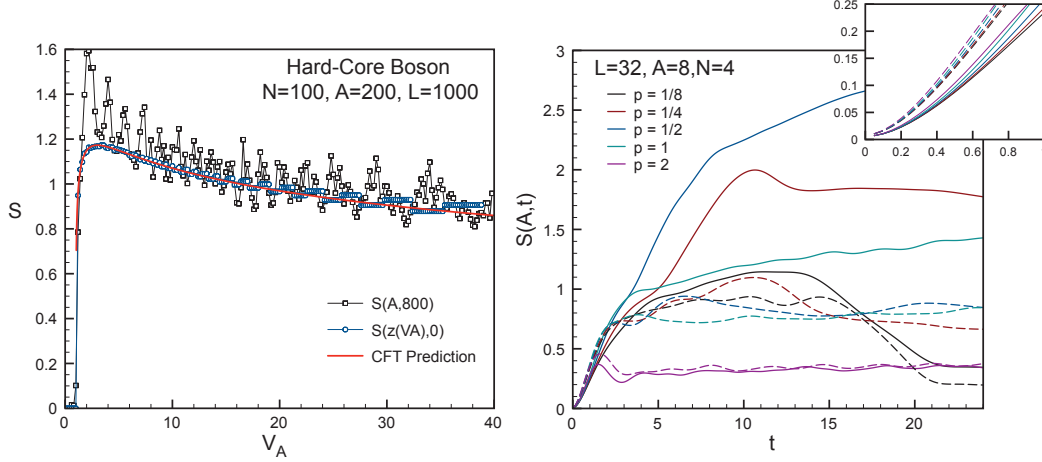 Hard-Core Boson
N=100, A=200, L=1000
S
1.6
1.4
1.2
1
0.8
0.6
0.4
0.2
0
S(A,800)
S(z(VA),0)
CFT Prediction
0
10
20
30
40
V_A
L=32, A=8,N=4
p = 1/8
p = 1/4
p = 1/2
p = 1
p = 2
S(A,t)
3
2.5
2
1.5
1
0.5
0
0
5
10
15
20
t
0.25
0.2
0.15
0.1
0.05
0
0
0.2
0.4
0.6
0.8